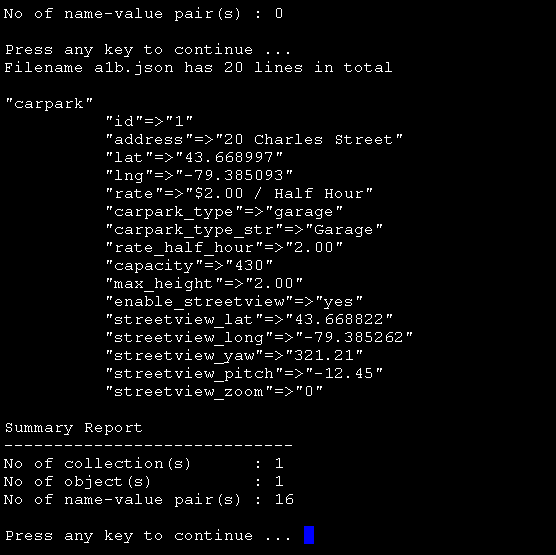 No of name-value pair(s) : 0
Press any key to continue ...
Filename a1b.json has 20 lines in total
"carpark"
"id"=>"1"
"address"=>"20 Charles Street"
"lat"=>"43.668997"
"lng"=>"-79.385093"
"rate"=>"$2.00 / Half Hour"
"carpark_type"=>"garage"
"carpark_type_str"=>"Garage"
"rate_half_hour"=>"2.00"
"capacity"=>"430"
"max_height"=>"2.00"
"enable_streetview"=>"yes"
"streetview_lat"=>"43.668822"
"streetview_long"=>"-79.385262"
"streetview_yaw"=>"321.21"
"streetview_pitch"=>"-12.45"
"streetview_zoom"=>"0"
Summary Report
-----------------------------
No of collection(s)      : 1
No of object(s)          : 1
No of name-value pair(s) : 16
Press any key to continue ...